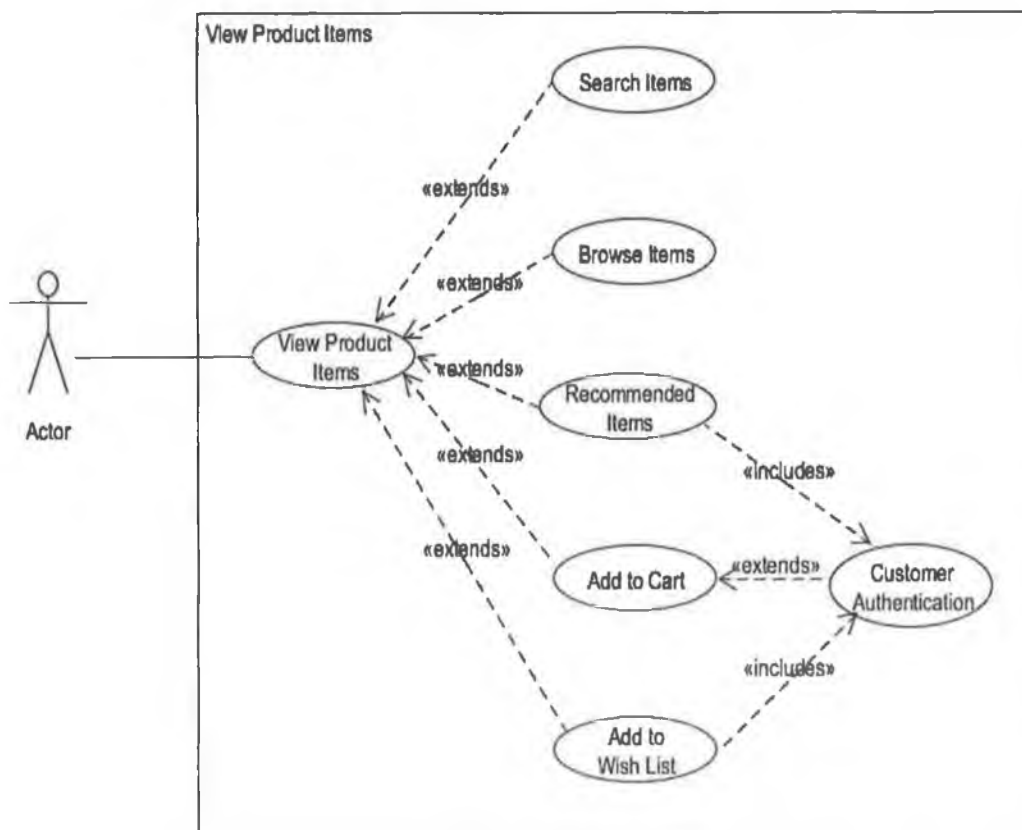 View Product Items
Search Items
«extends»
Browse Items
«extends»
View Product
Items
«extends»
Recommended
Items
Actor
«extends»
«includes»
«extends»
Add to Cart
«extends»
Customer
Authentication
«includes»
Add to
Wish List